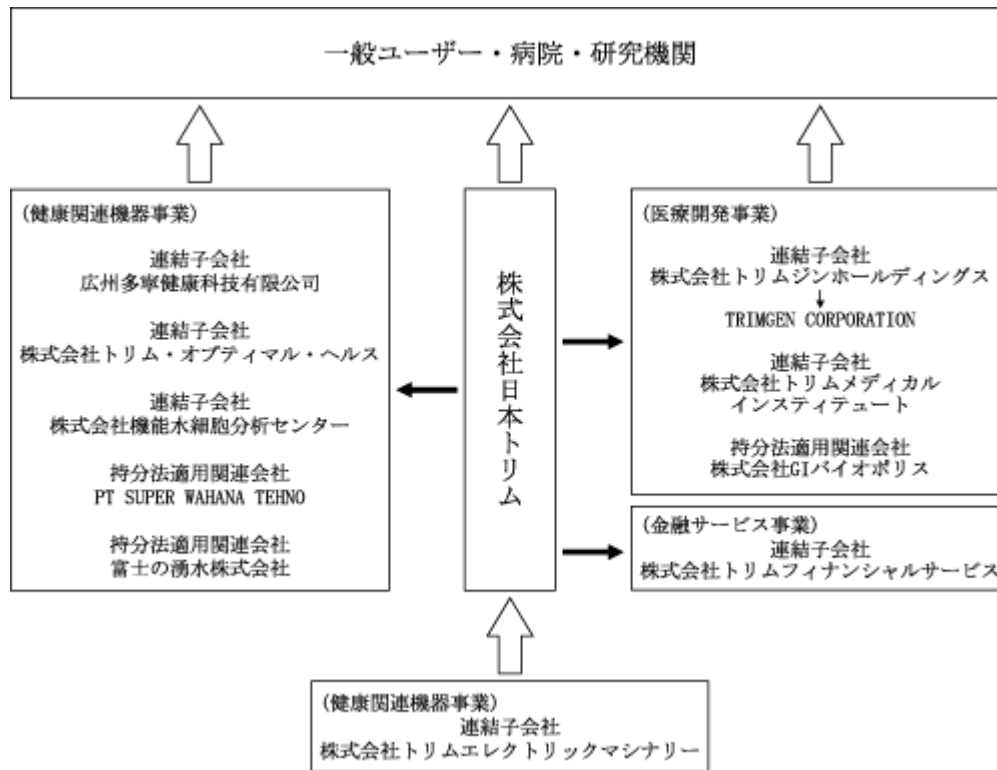 一般ユーザー・病院・研究機関
(健康関連機器事業)
連結子会社
広州多寧健康科技有限公司
連結子会社
株式会社トリム・オプティマル・ヘルス
連結子会社
株式会社機能水細胞分析センター
持分法適用関連会社
PT SUPER WAHANA TEHNO
持分法適用関連会社
富士の湧水株式会社
株式会社日本トリム
(医療開発事業)
連結子会社
株式会社トリムジンホールディングス
TRIMGEN CORPORATION
連結子会社
株式会社トリムメディカル
インスティテュート
持分法適用関連会社
株式会社GIバイオポリス
(金融サービス事業)
連結子会社
株式会社トリムフィナンシャルサービス
(健康関連機器事業)
連結子会社
株式会社トリムエレクトリックマシナリー